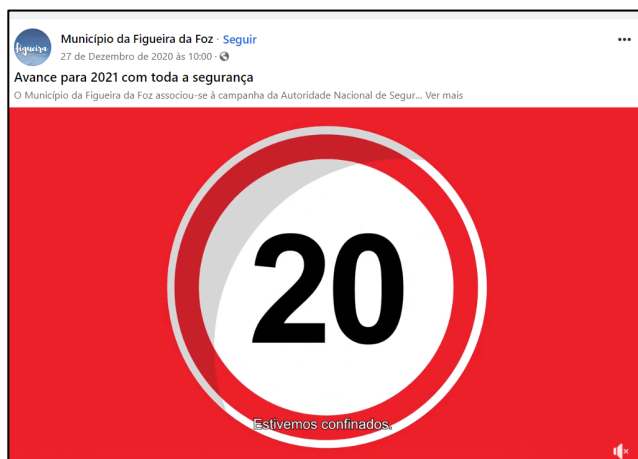 figueira
Município da Figueira da Foz · Seguir
27 de Dezembro de 2020 às 10:00 ·
Avance para 2021 com toda a segurança
O Município da Figueira da Foz associou-se à campanha da Autoridade Nacional de Segur... Ver mais
20
Estivemos confinados.